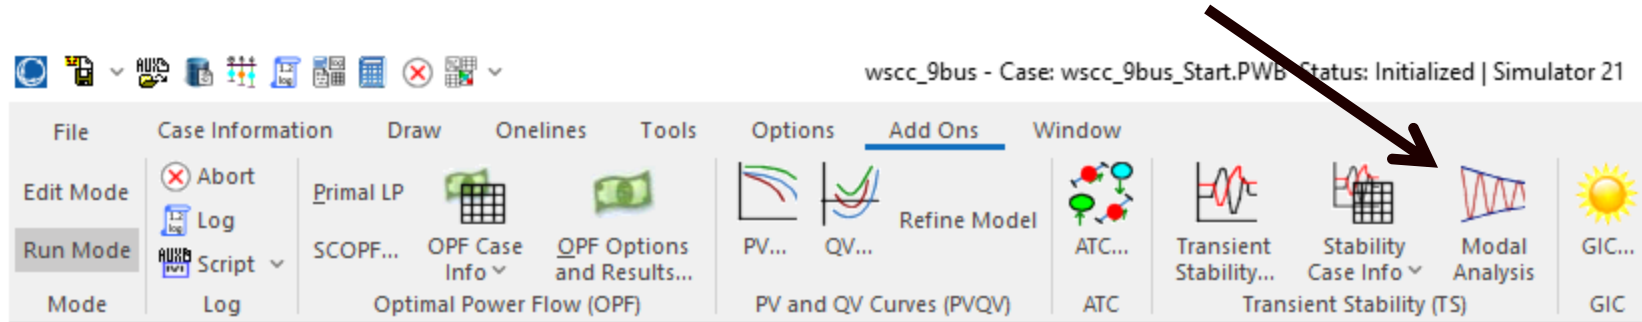 wscc_9bus - Case: wscc_9bus_Start.PWB Status: Initialized | Simulator 21
File Case Information Draw Onelines Tools Options Add Ons Window
Edit Mode
Run Mode
Mode
Abort
Log
Script
Log
Primal LP
SCOPF...
OPF Case
Info
OPF Options
and Results...
Optimal Power Flow (OPF)
PV...
QV...
Refine Model
PV and QV Curves (PVQV)
ATC...
ATC
Transient
Stability...
Stability
Case Info
Modal
Analysis
Transient Stability (TS)
GIC...
GIC